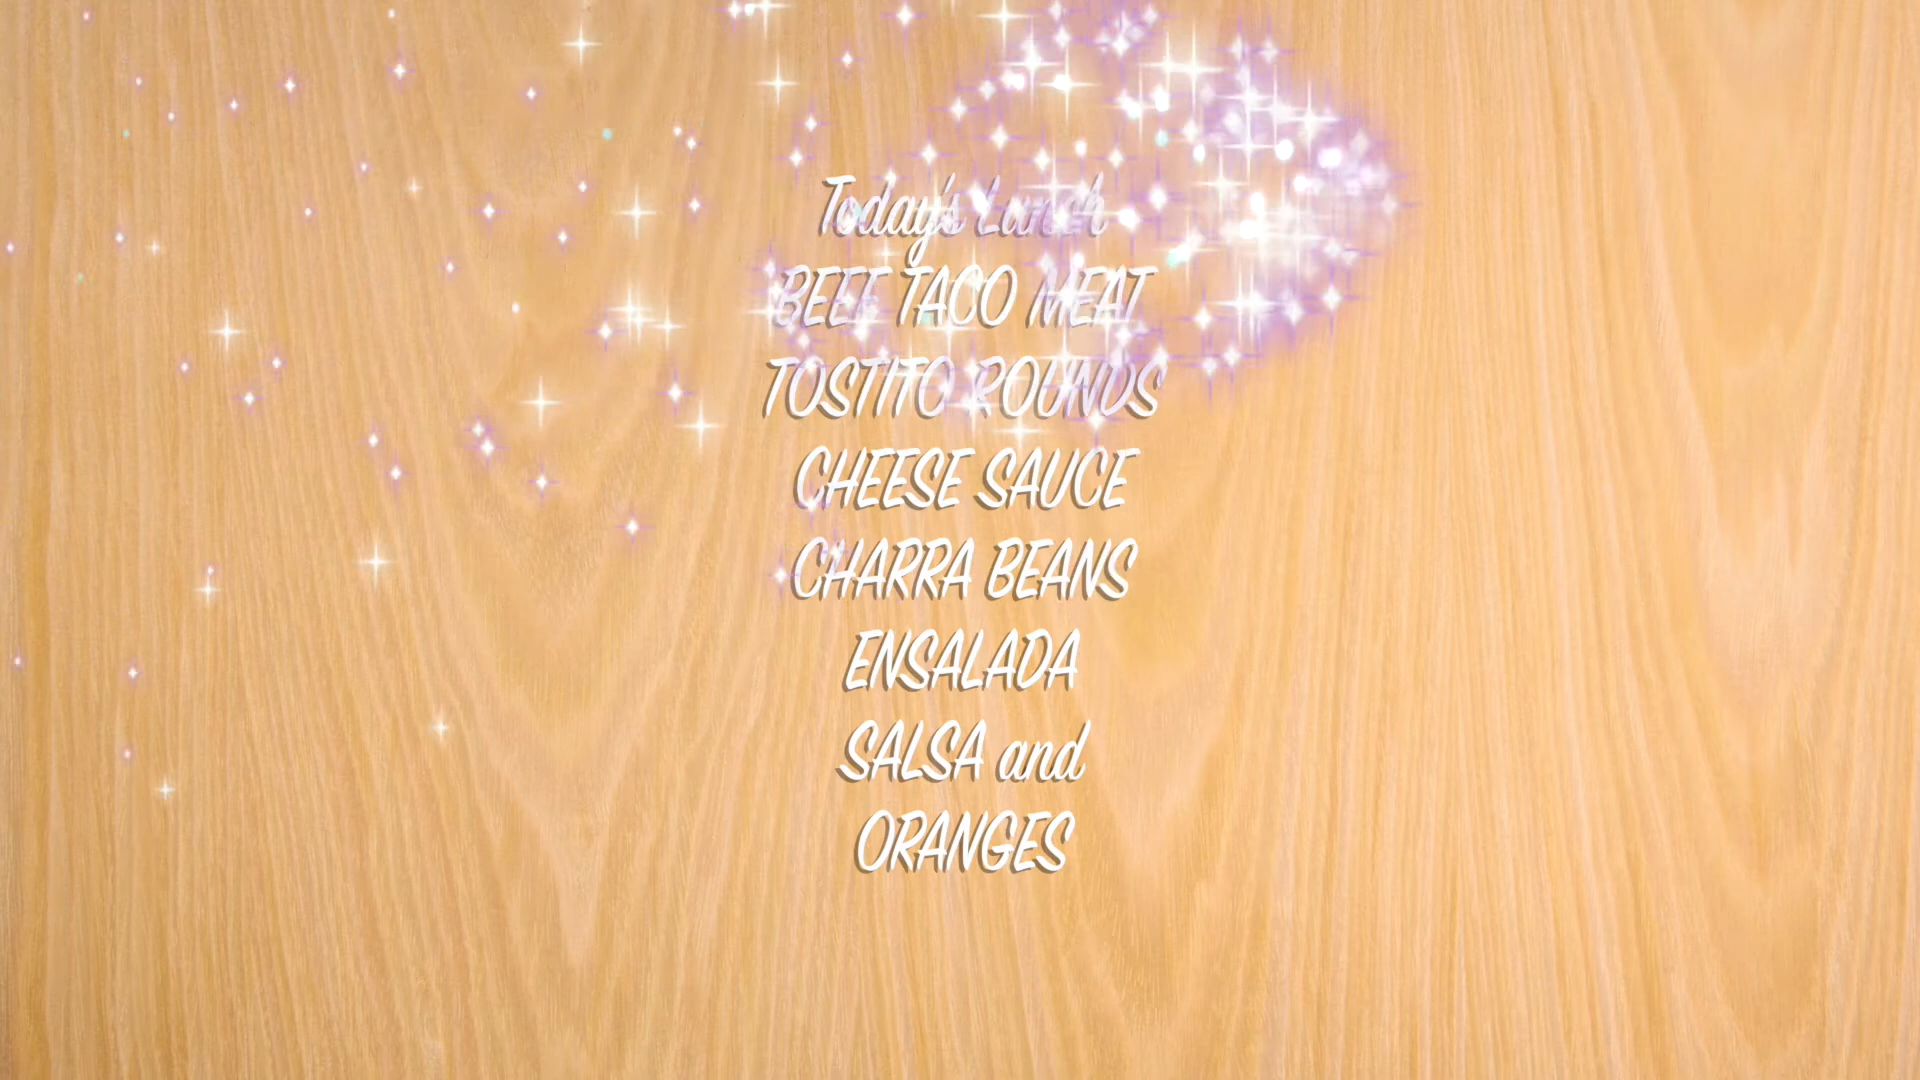 Today's Lunch
BEEF TACO MEAT
TOSTITO ROUNDS
CHEESE SAUCE
CHARRA BEANS
ENSALADA
SALSA and
ORANGES